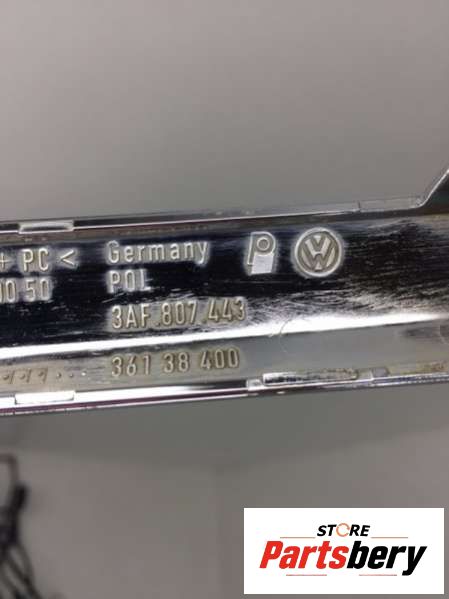 + PC < Germany
00-50 POL
3AF.807.443
361 38 400
STORE
Partsbery